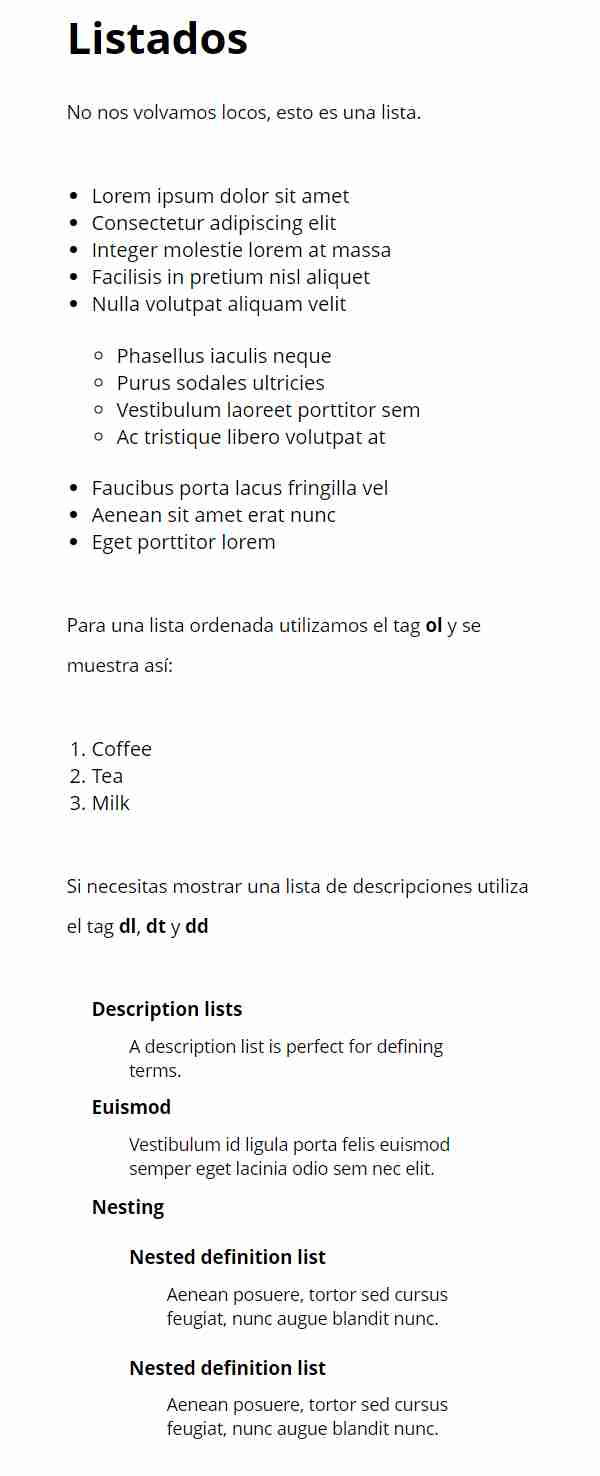 Listados
No nos volvamos locos, esto es una lista.
• Lorem ipsum dolor sit amet
• Consectetur adipiscing elit
• Integer molestie lorem at massa
• Facilisis in pretium nisl aliquet
• Nulla volutpat aliquam velit
◦ Phasellus iaculis neque
◦ Purus sodales ultricies
◦ Vestibulum laoreet porttitor sem
◦ Ac tristique libero volutpat at
• Faucibus porta lacus fringilla vel
• Aenean sit amet erat nunc
• Eget porttitor lorem
Para una lista ordenada utilizamos el tag ol y se
muestra así:
1. Coffee
2. Tea
3. Milk
Si necesitas mostrar una lista de descripciones utiliza
el tag dl, dt y dd
Description lists
A description list is perfect for defining
terms.
Euismod
Vestibulum id ligula porta felis euismod
semper eget lacinia odio sem nec elit.
Nesting
Nested definition list
Aenean posuere, tortor sed cursus
feugiat, nunc augue blandit nunc.
Nested definition list
Aenean posuere, tortor sed cursus
feugiat, nunc augue blandit nunc.